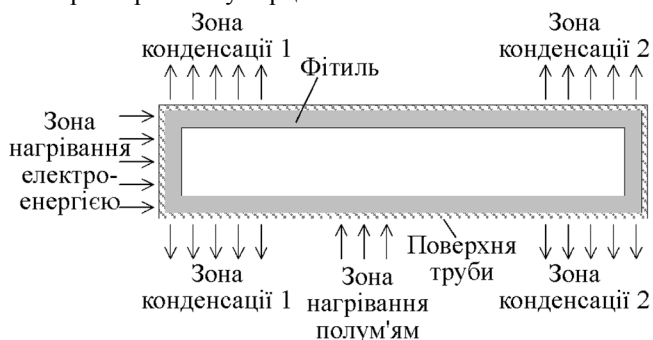 Зона
конденсації 1
Зона
конденсації 2
Фітиль
Зона
нагрівання
електро-
енергією
Поверхня
труби
Зона
конденсації 1
Зона
нагрівання
полум'ям
Зона
конденсації 2